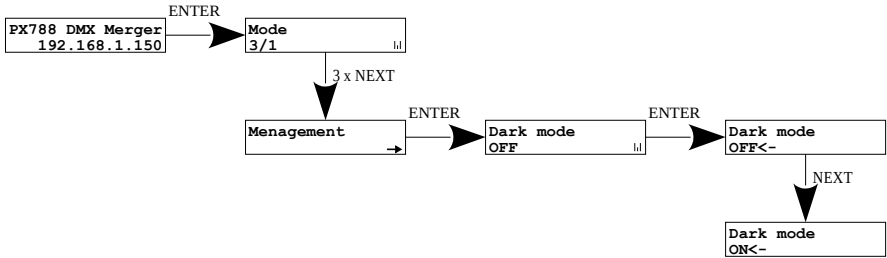 ENTER
PX788 DMX Merger
192.168.1.150
Mode
3/1
3 x NEXT
Menagement
ENTER
Dark mode
OFF
ENTER
Dark mode
OFF<-
NEXT
Dark mode
ON<-